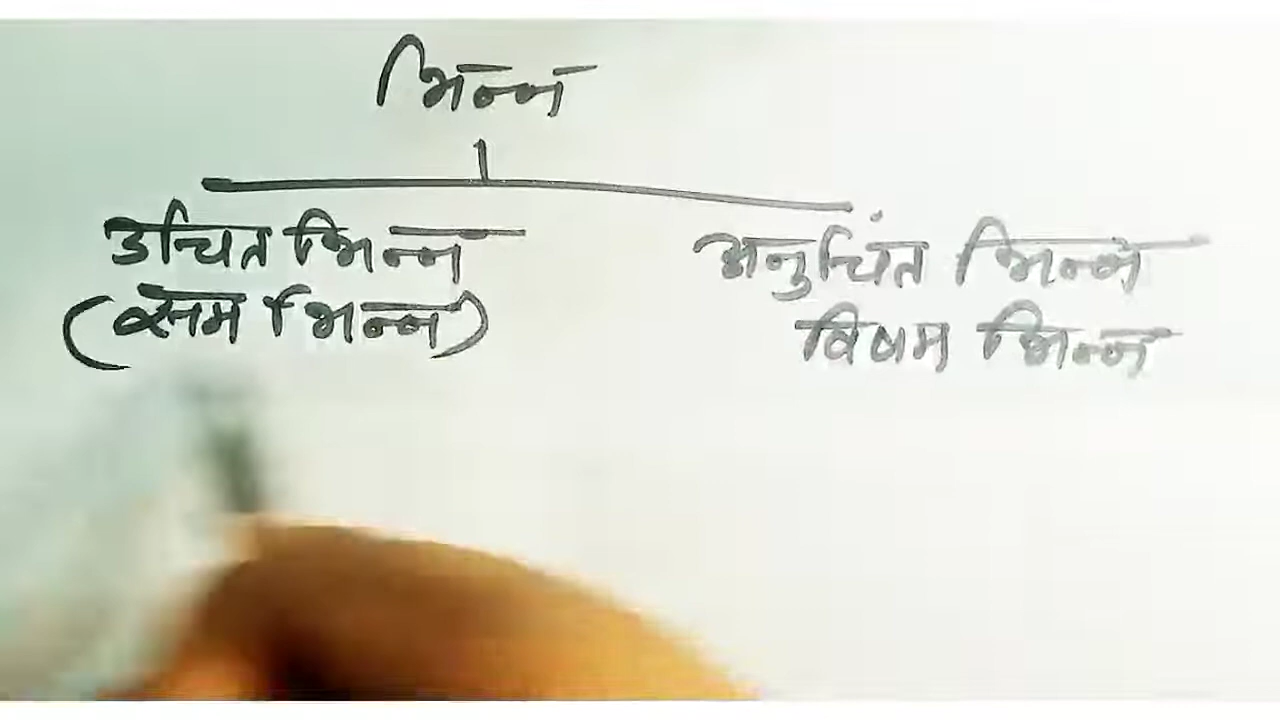 भिन्न
उचित भिन्न
(सम भिन्न)
अनुचित भिन्न
विषम भिन्न